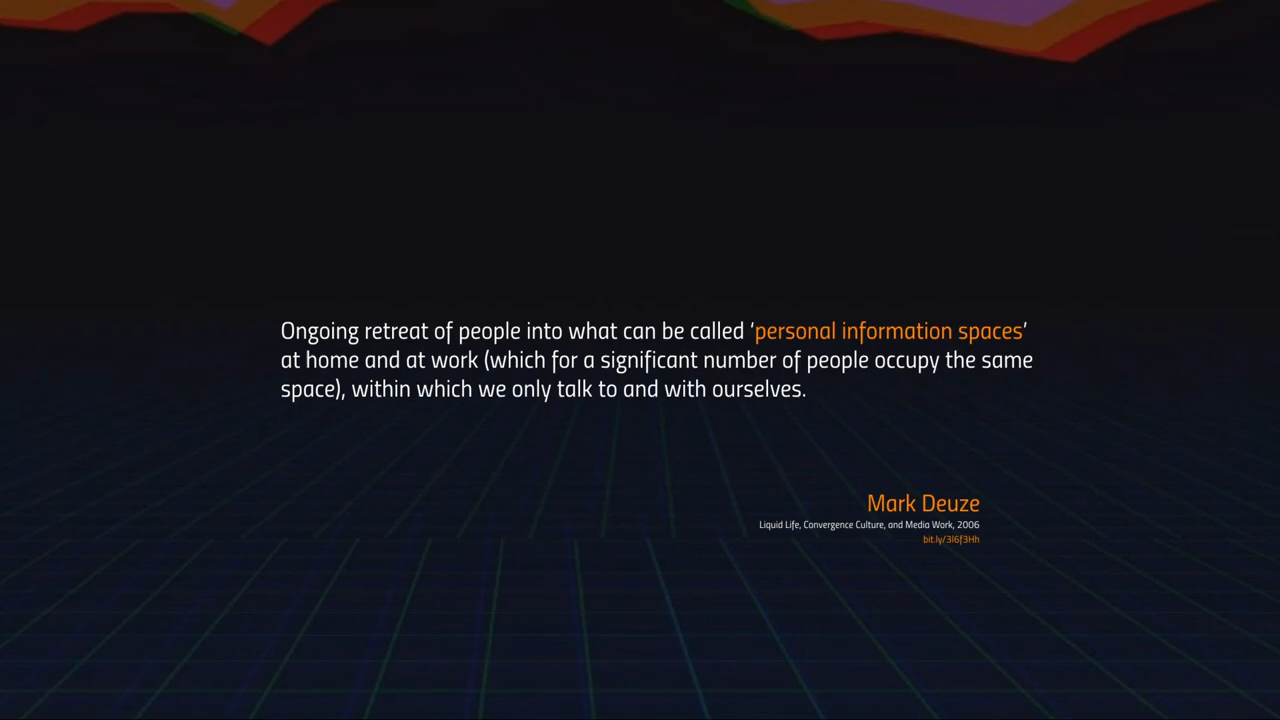 Ongoing retreat of people into what can be called ‘personal information spaces’
at home and at work (which for a significant number of people occupy the same
space), within which we only talk to and with ourselves.
Mark Deuze
Liquid Life, Convergence Culture, and Media Work, 2006
bit.ly/3l6f3Hh